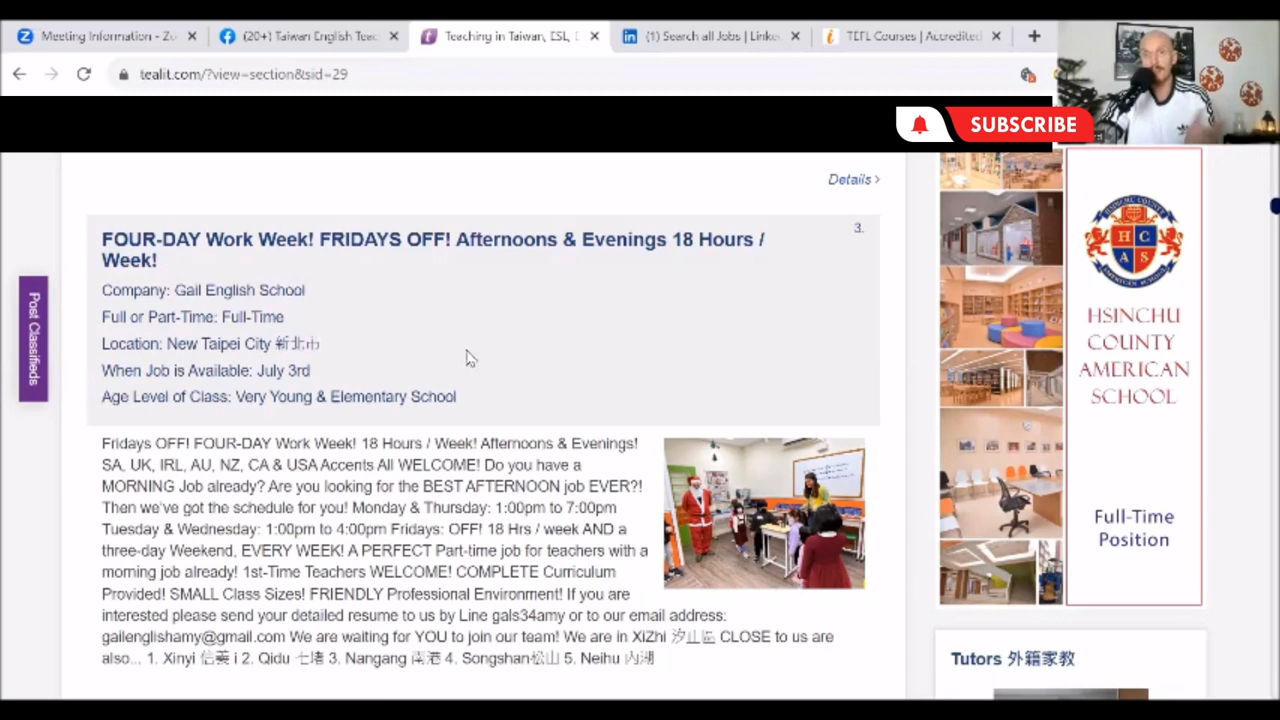 Meeting Information - Zo
(20+) Taiwan English Teac
Teaching in Taiwan, ESL, E
(1) Search all Jobs | Linke
TEFL Courses | Accredited
tealit.com/?view=section&sid=29
SUBSCRIBE
Details >
3.
FOUR-DAY Work Week! FRIDAYS OFF! Afternoons & Evenings 18 Hours /
Week!
Company: Gail English School
Full or Part-Time: Full-Time
Location: New Taipei City 新北市
When Job is Available: July 3rd
Age Level of Class: Very Young & Elementary School
Post Classifieds
Fridays OFF! FOUR-DAY Work Week! 18 Hours / Week! Afternoons & Evenings!
SA, UK, IRL, AU, NZ, CA & USA Accents All WELCOME! Do you have a
MORNING Job already? Are you looking for the BEST AFTERNOON job EVER?!
Then we've got the schedule for you! Monday & Thursday: 1:00pm to 7:00pm
Tuesday & Wednesday: 1:00pm to 4:00pm Fridays: OFF! 18 Hrs / week AND a
three-day Weekend, EVERY WEEK! A PERFECT Part-time job for teachers with a
morning job already! 1st-Time Teachers WELCOME! COMPLETE Curriculum
Provided! SMALL Class Sizes! FRIENDLY Professional Environment! If you are
interested please send your detailed resume to us by Line gals34amy or to our email address:
gailenglishamy@gmail.com We are waiting for YOU to join our team! We are in XiZhi 汐止區 CLOSE to us are
also... 1. Xinyi 信義 i 2. Qidu 七堵 3. Nangang 南港 4. Songshan松山 5. Neihu 內湖
H C
A S
HSINCHU
COUNTY
AMERICAN
SCHOOL
Full-Time
Position
Tutors 外籍家教